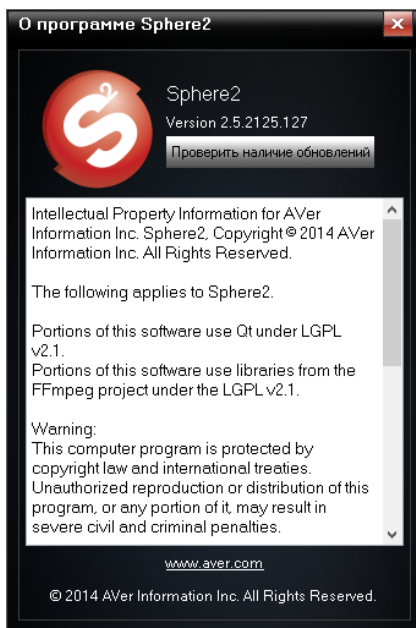 О программе Sphere2
S2
Sphere2
Version 2.5.2125.127
Проверить наличие обновлений
Intellectual Property Information for AVer
Information Inc. Sphere2, Copyright © 2014 AVer
Information Inc. All Rights Reserved.
The following applies to Sphere2.
Portions of this software use Qt under LGPL
v2.1.
Portions of this software use libraries from the
FFmpeg project under the LGPL v2.1.
Warning:
This computer program is protected by
copyright law and international treaties.
Unauthorized reproduction or distribution of this
program, or any portion of it, may result in
severe civil and criminal penalties.
www.aver.com
© 2014 AVer Information Inc. All Rights Reserved.